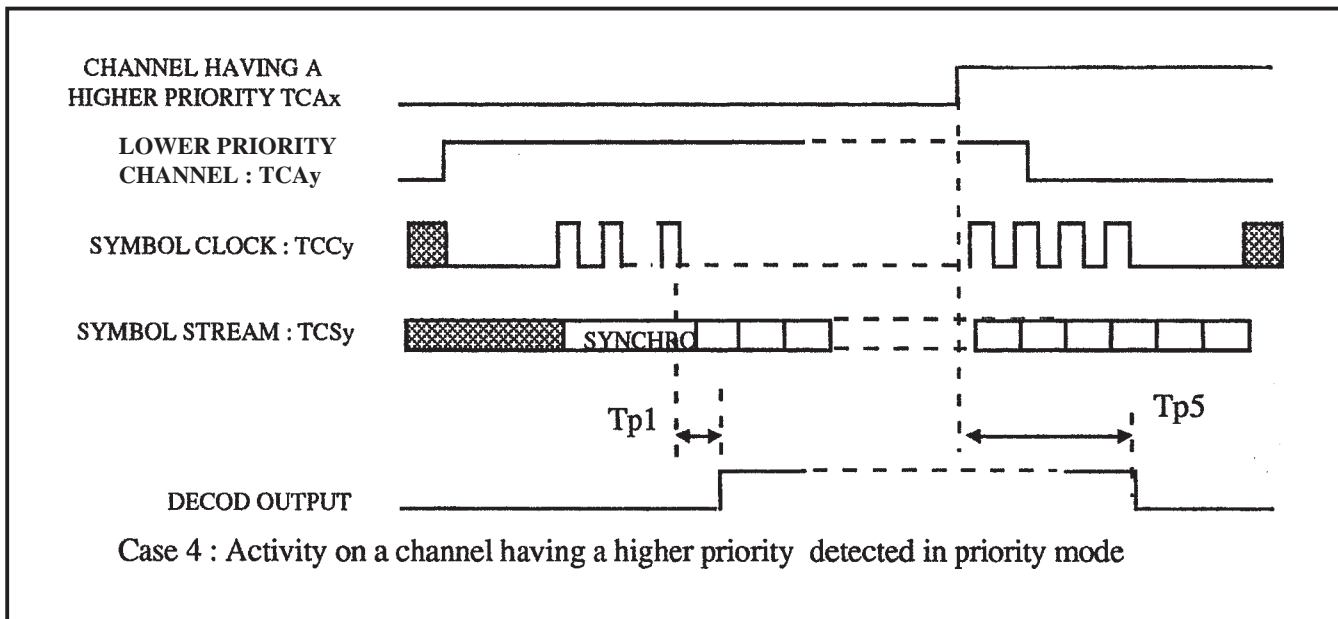 CHANNEL HAVING A
HIGHER PRIORITY TCAx
LOWER PRIORITY
CHANNEL : TCAy
SYMBOL CLOCK : TCCy
SYMBOL STREAM : TCSy
SYNCHRO
Tp1
Tp5
DECOD OUTPUT
Case 4 : Activity on a channel having a higher priority detected in priority mode